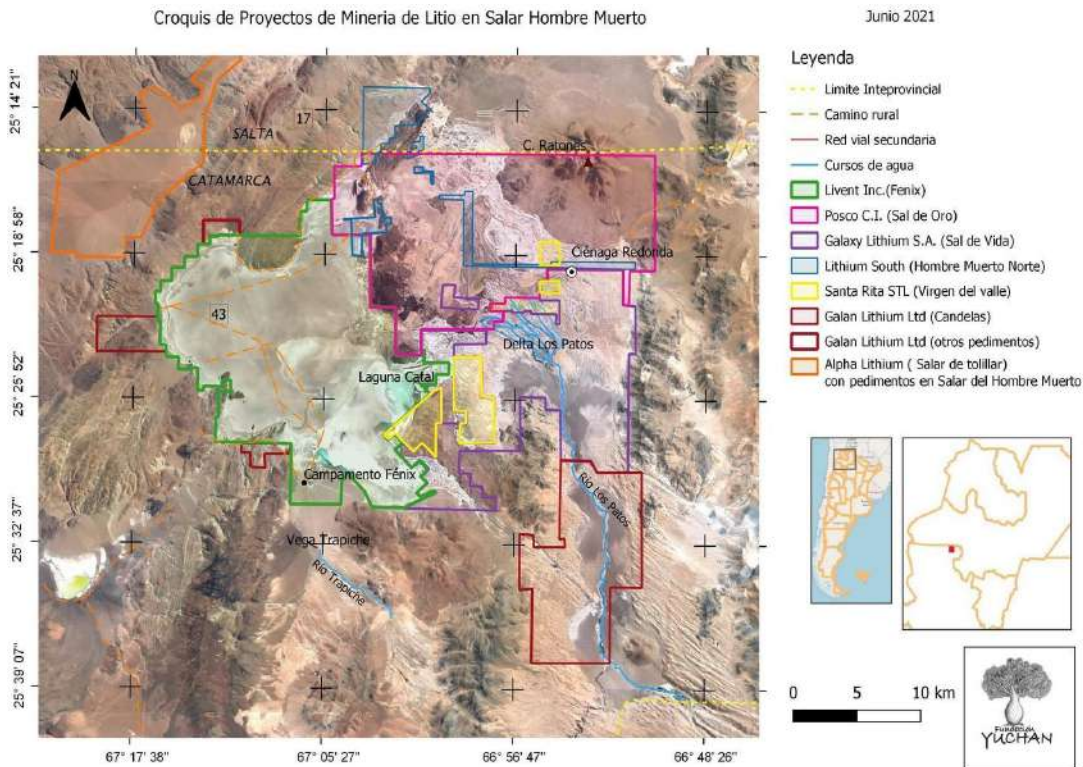 Croquis de Proyectos de Mineria de Litio en Salar Hombre Muerto
Junio 2021
Leyenda
Limite Interprovincial
Camino rural
Red vial secundaria
Cursos de agua
Livent Inc.(Fenix)
Posco C.I. (Sal de Oro)
Galaxy Lithium S.A. (Sal de Vida)
Lithium South (Hombre Muerto Norte)
Santa Rita STL (Virgen del valle)
Galan Lithium Ltd (Candelas)
Galan Lithium Ltd (otros pedimentos)
Alpha Lithium ( Salar de tolillar)
con pedimentos en Salar del Hombre Muerto
N
SALTA
17
CATAMARCA
C. Ratones
Ciénaga Redonda
43
Delta Los Patos
Laguna Catal
Campamento Fénix
Río Los Patos
Vega Trapiche
Río Trapiche
25° 14' 21"
25° 18' 58"
25° 25' 52"
25° 32' 37"
25° 39' 07"
67° 17' 38"
67° 05' 27"
66° 56' 47"
66° 48' 26"
0 5 10 km
Fundación
YUCHAN